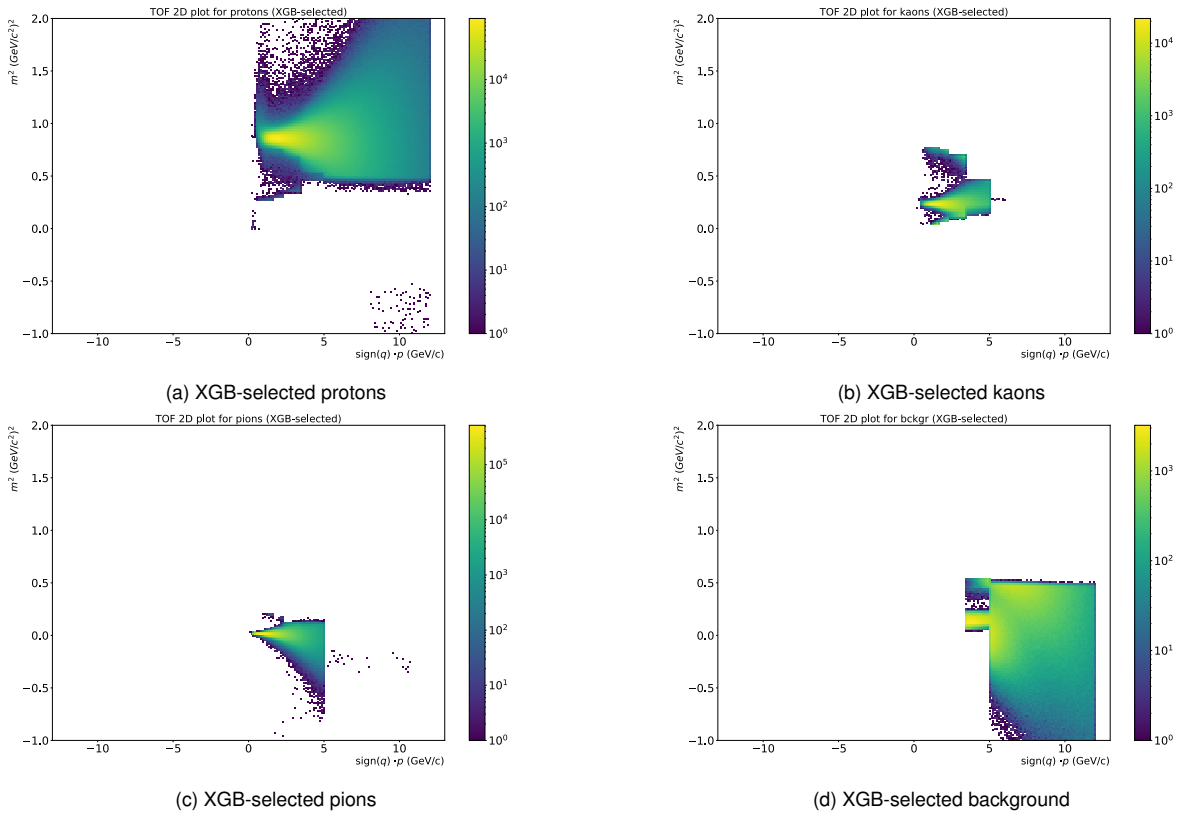 TOF 2D plot for protons (XGB-selected)
m² (GeV/c²)²
2.0
1.5
1.0
0.5
0.0
−0.5
−1.0
−10 −5 0 5 10
sign(q) ·p (GeV/c)
10⁴
10³
10²
10¹
10⁰
(a) XGB-selected protons
TOF 2D plot for kaons (XGB-selected)
m² (GeV/c²)²
2.0
1.5
1.0
0.5
0.0
−0.5
−1.0
−10 −5 0 5 10
sign(q) ·p (GeV/c)
10⁴
10³
10²
10¹
10⁰
(b) XGB-selected kaons
TOF 2D plot for pions (XGB-selected)
m² (GeV/c²)²
2.0
1.5
1.0
0.5
0.0
−0.5
−1.0
−10 −5 0 5 10
sign(q) ·p (GeV/c)
10⁵
10⁴
10³
10²
10¹
10⁰
(c) XGB-selected pions
TOF 2D plot for bckgr (XGB-selected)
m² (GeV/c²)²
2.0
1.5
1.0
0.5
0.0
−0.5
−1.0
−10 −5 0 5 10
sign(q) ·p (GeV/c)
10³
10²
10¹
10⁰
(d) XGB-selected background